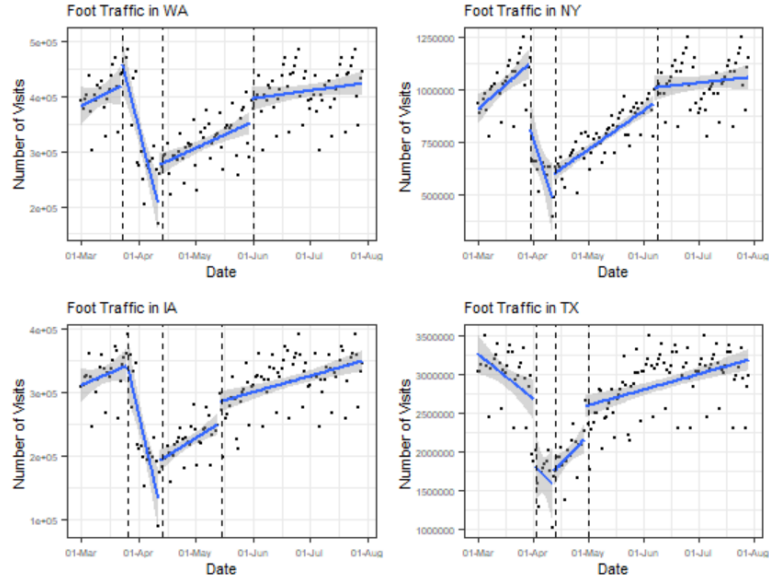 Foot Traffic in WA
5e+05
4e+05
3e+05
2e+05
Number of Visits
01-Mar 01-Apr 01-May 01-Jun 01-Jul 01-Aug
Date
Foot Traffic in NY
1250000
1000000
750000
500000
Number of Visits
01-Mar 01-Apr 01-May 01-Jun 01-Jul 01-Aug
Date
Foot Traffic in IA
4e+05
3e+05
2e+05
1e+05
Number of Visits
01-Mar 01-Apr 01-May 01-Jun 01-Jul 01-Aug
Date
Foot Traffic in TX
3500000
3000000
2500000
2000000
1500000
1000000
Number of Visits
01-Mar 01-Apr 01-May 01-Jun 01-Jul 01-Aug
Date